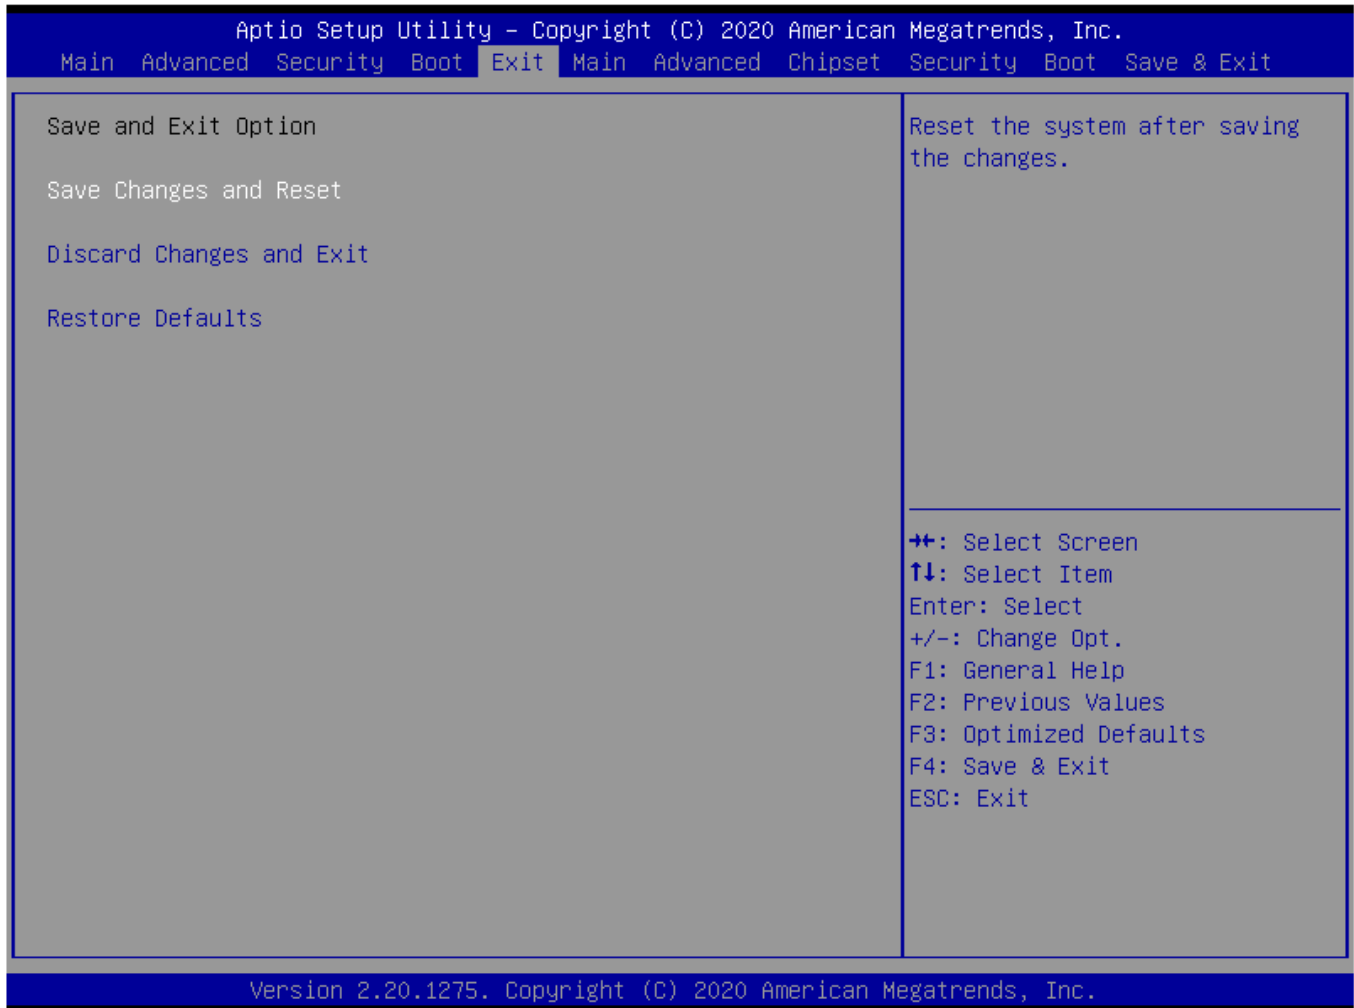 Aptio Setup Utility – Copyright (C) 2020 American Megatrends, Inc.
Main Advanced Security Boot Exit Main Advanced Chipset Security Boot Save & Exit
Save and Exit Option
Save Changes and Reset
Discard Changes and Exit
Restore Defaults
Reset the system after saving
the changes.
→←: Select Screen
↑↓: Select Item
Enter: Select
+/-: Change Opt.
F1: General Help
F2: Previous Values
F3: Optimized Defaults
F4: Save & Exit
ESC: Exit
Version 2.20.1275. Copyright (C) 2020 American Megatrends, Inc.